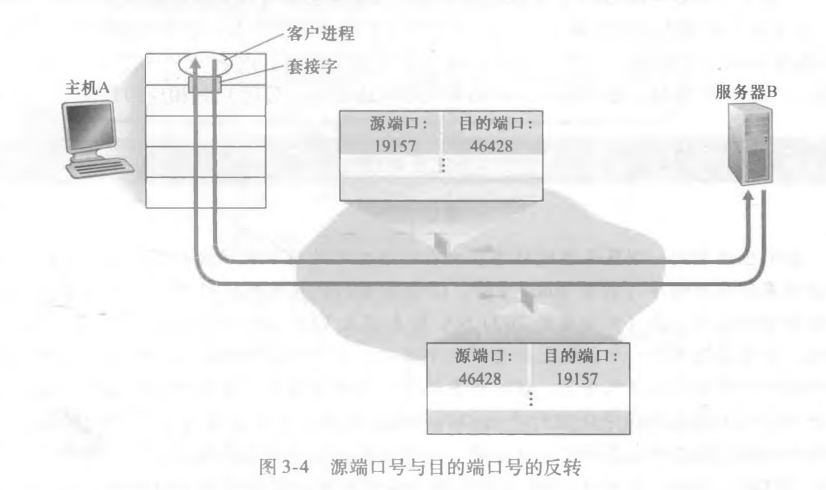 客户进程
套接字
主机A
服务器B
源端口： 目的端口：
19157 46428
⋮
源端口： 目的端口：
46428 19157
⋮
图 3-4 源端口号与目的端口号的反转